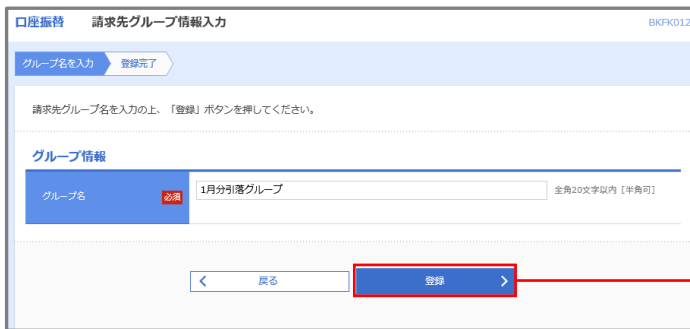 口座振替 請求先グループ情報入力 BKFK012
グループ名を入力 登録完了
請求先グループ名を入力の上、「登録」ボタンを押してください。
グループ情報
グループ名 必須 1月分引落グループ 全角20文字以内［半角可］
戻る 登録